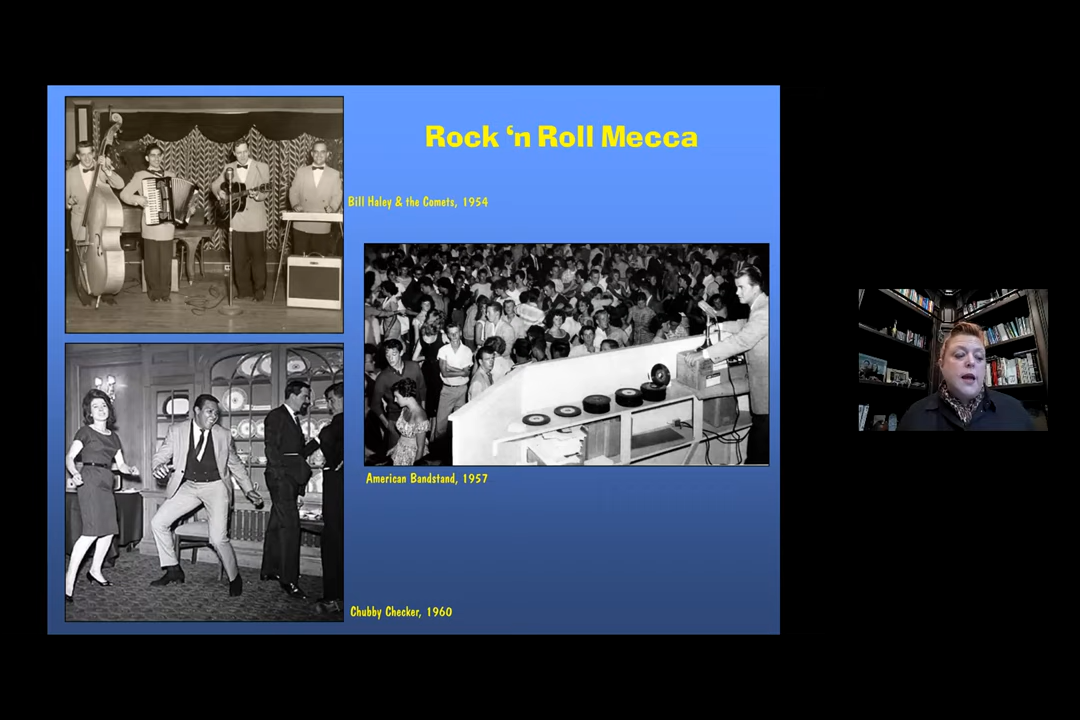 Rock ‘n Roll Mecca
Bill Haley & the Comets, 1954
American Bandstand, 1957
Chubby Checker, 1960